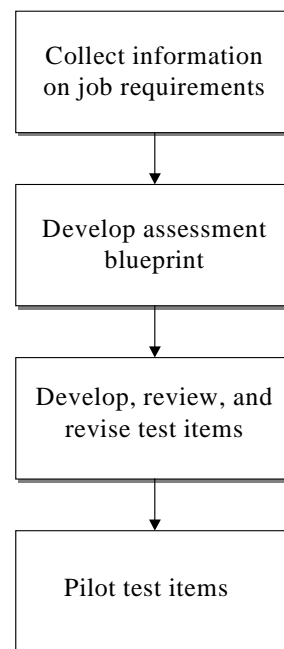 Collect information
on job requirements
Develop assessment
blueprint
Develop, review, and
revise test items
Pilot test items